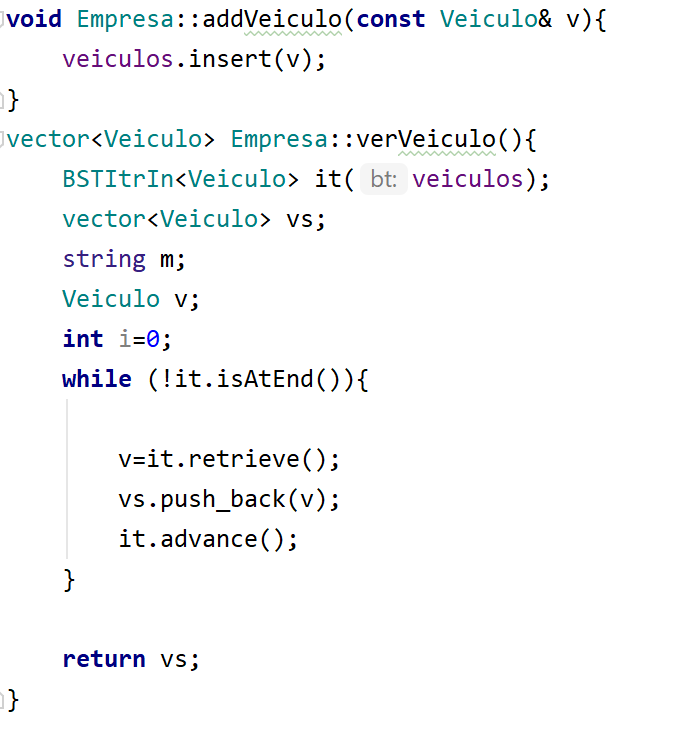 void Empresa::addVeiculo(const Veiculo& v){
    veiculos.insert(v);
}
vector<Veiculo> Empresa::verVeiculo(){
    BSTItrIn<Veiculo> it( bt: veiculos);
    vector<Veiculo> vs;
    string m;
    Veiculo v;
    int i=0;
    while (!it.isAtEnd()){
        v=it.retrieve();
        vs.push_back(v);
        it.advance();
    }
    return vs;
}